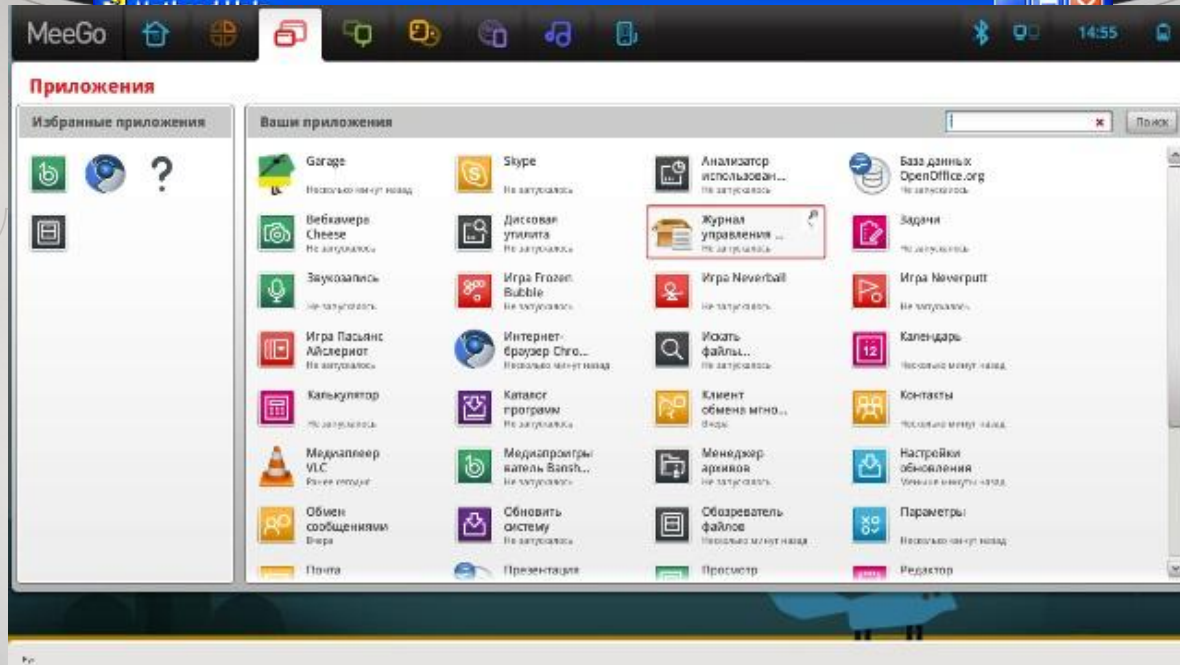 MeeGo
14:55
Приложения
Избранные приложения
Ваши приложения
Поиск
Garage
Несколько минут назад
Skype
Не запускалось
Анализатор
использован...
Не запускалось
База данных
OpenOffice.org
Не запускалось
Вебкамера
Cheese
Не запускалось
Дисковая
утилита
Не запускалось
Журнал
управления ...
Не запускалось
Задачи
Не запускалось
Звукозапись
Не запускалось
Игра Frozen
Bubble
Не запускалось
Игра Neverball
Не запускалось
Игра Neverputt
Не запускалось
Игра Пасьянс
Айслериот
Не запускалось
Интернет-
браузер Chro...
Несколько минут назад
Искать
файлы...
Не запускалось
Календарь
12
Несколько минут назад
Калькулятор
Не запускалось
Каталог
программ
Не запускалось
Клиент
обмена мгно...
Вчера
Контакты
Несколько минут назад
Медиаплеер
VLC
Ранее сегодня
Медиапроигры
ватель Bansh...
Не запускалось
Менеджер
архивов
Не запускалось
Настройки
обновления
Меньше минуты назад
Обмен
сообщениями
Вчера
Обновить
систему
Не запускалось
Обозреватель
файлов
Несколько минут назад
Параметры
Несколько минут назад
Почта
Презентация
Просмотр
Редактор